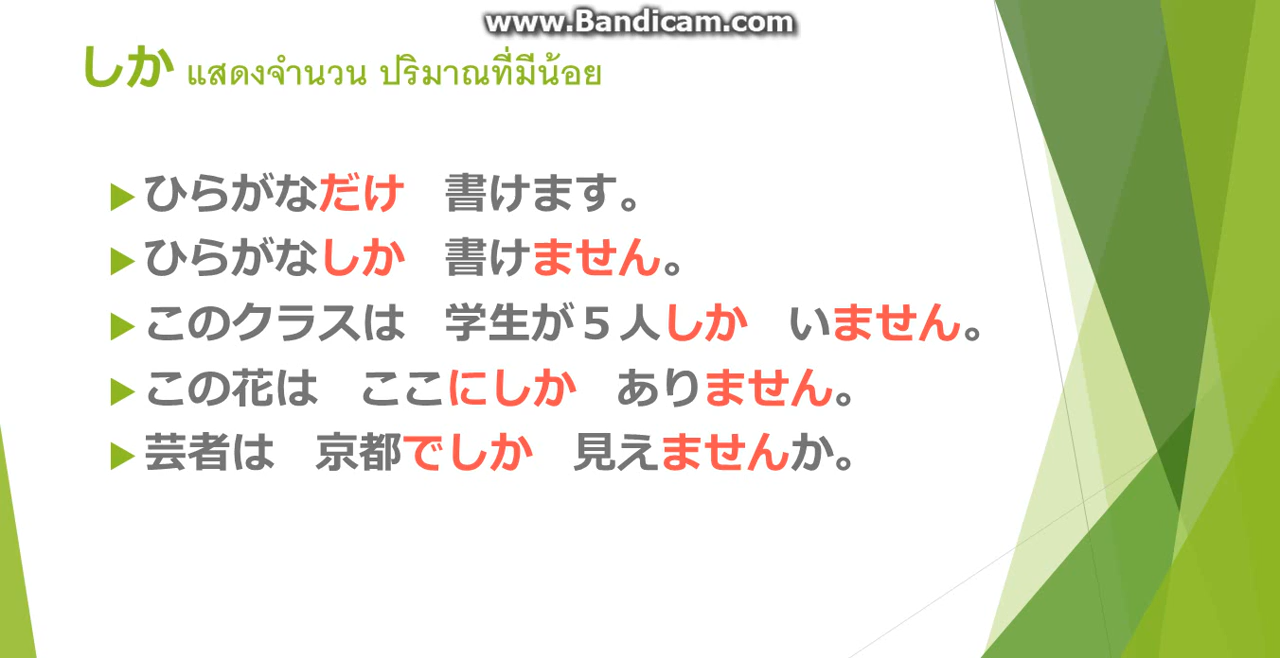 www.Bandicam.com
しか แสดงจำนวน ปริมาณที่มีน้อย
ひらがなだけ　書けます。
ひらがなしか　書けません。
このクラスは　学生が５人しか　いません。
この花は　ここにしか　ありません。
芸者は　京都でしか　見えませんか。